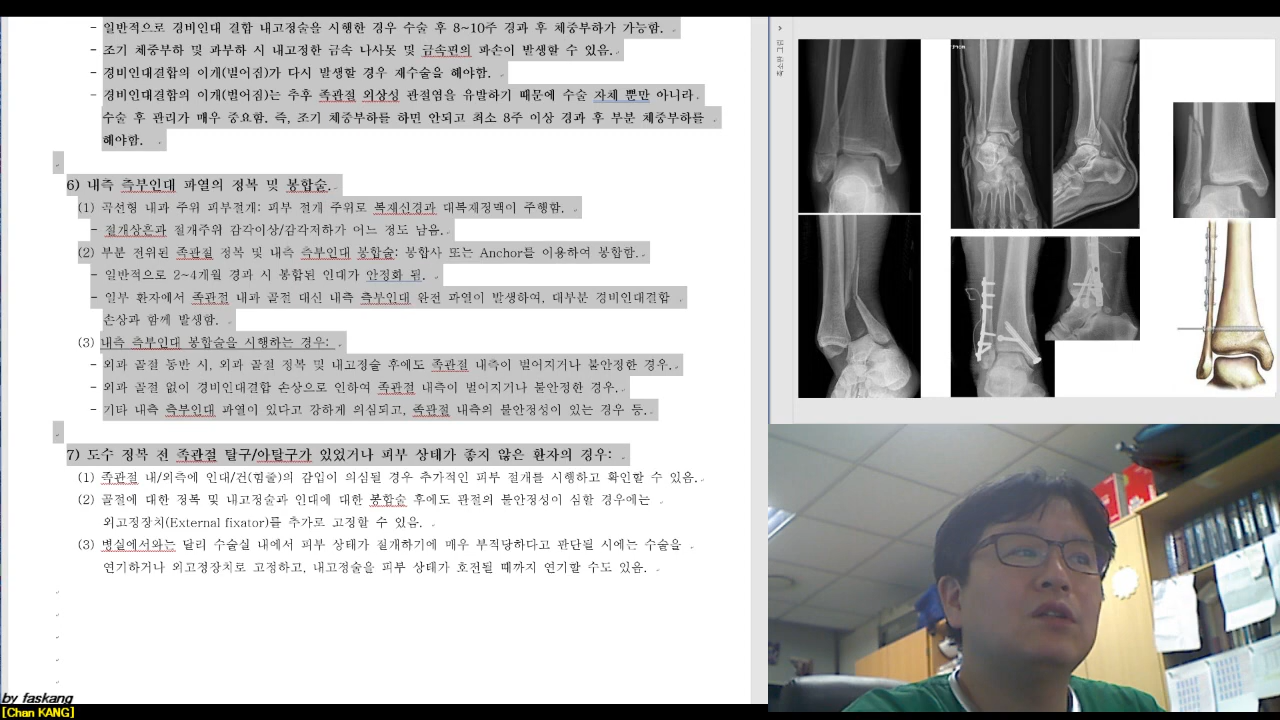 - 일반적으로 경비인대 결합 내고정술을 시행한 경우 수술 후 8~10주 경과 후 체중부하가 가능함.
- 조기 체중부하 및 과부하 시 내고정한 금속 나사못 및 금속핀의 파손이 발생할 수 있음.
- 경비인대결합의 이개(벌어짐)가 다시 발생할 경우 재수술을 해야함.
- 경비인대결합의 이개(벌어짐)는 추후 족관절 외상성 관절염을 유발하기 때문에 수술 자체 뿐만 아니라
수술 후 관리가 매우 중요함. 즉, 조기 체중부하를 하면 안되고 최소 8주 이상 경과 후 부분 체중부하를
해야함.
6) 내측 측부인대 파열의 정복 및 봉합술.
(1) 곡선형 내과 주위 피부절개: 피부 절개 주위로 복재신경과 대복재정맥이 주행함.
- 절개상흔과 절개주위 감각이상/감각저하가 어느 정도 남음.
(2) 부분 전위된 족관절 정복 및 내측 측부인대 봉합술: 봉합사 또는 Anchor를 이용하여 봉합함.
- 일반적으로 2~4개월 경과 시 봉합된 인대가 안정화 됨.
- 일부 환자에서 족관절 내과 골절 대신 내측 측부인대 완전 파열이 발생하여, 대부분 경비인대결합
손상과 함께 발생함.
(3) 내측 측부인대 봉합술을 시행하는 경우:
- 외과 골절 동반 시, 외과 골절 정복 및 내고정술 후에도 족관절 내측이 벌어지거나 불안정한 경우.
- 외과 골절 없이 경비인대결합 손상으로 인하여 족관절 내측이 벌어지거나 불안정한 경우.
- 기타 내측 측부인대 파열이 있다고 강하게 의심되고, 족관절 내측의 불안정성이 있는 경우 등.
7) 도수 정복 전 족관절 탈구/아탈구가 있었거나 피부 상태가 좋지 않은 환자의 경우:
(1) 족관절 내/외측에 인대/건(힘줄)의 감입이 의심될 경우 추가적인 피부 절개를 시행하고 확인할 수 있음.
(2) 골절에 대한 정복 및 내고정술과 인대에 대한 봉합술 후에도 관절의 불안정성이 심할 경우에는
외고정장치(External fixator)를 추가로 고정할 수 있음.
(3) 병실에서와는 달리 수술실 내에서 피부 상태가 절개하기에 매우 부적당하다고 판단될 시에는 수술을
연기하거나 외고정장치로 고정하고, 내고정술을 피부 상태가 호전될 때까지 연기할 수도 있음.
by faskang
[Chan KANG]
축소판 그림